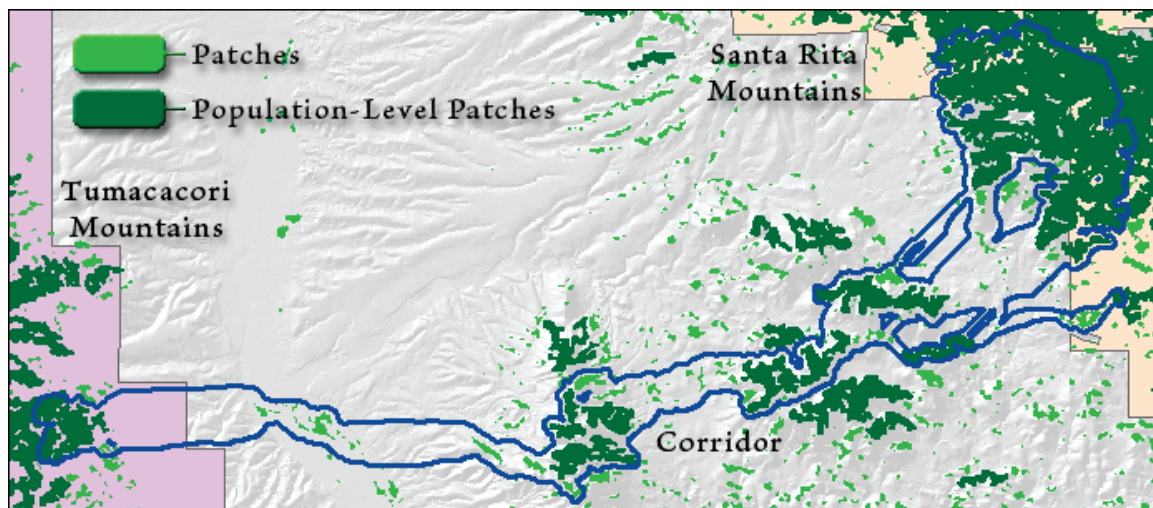 Patches
Population-Level Patches
Santa Rita
Mountains
Tumacacori
Mountains
Corridor